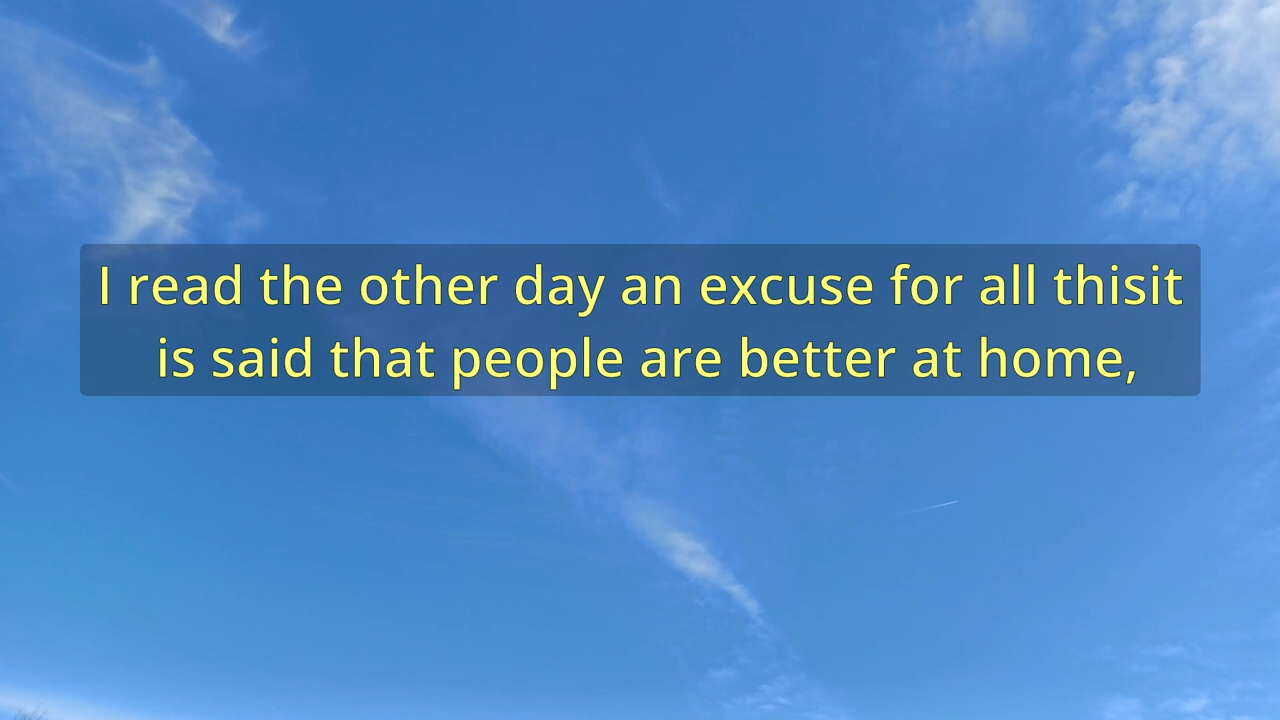 I read the other day an excuse for all thisit
is said that people are better at home,